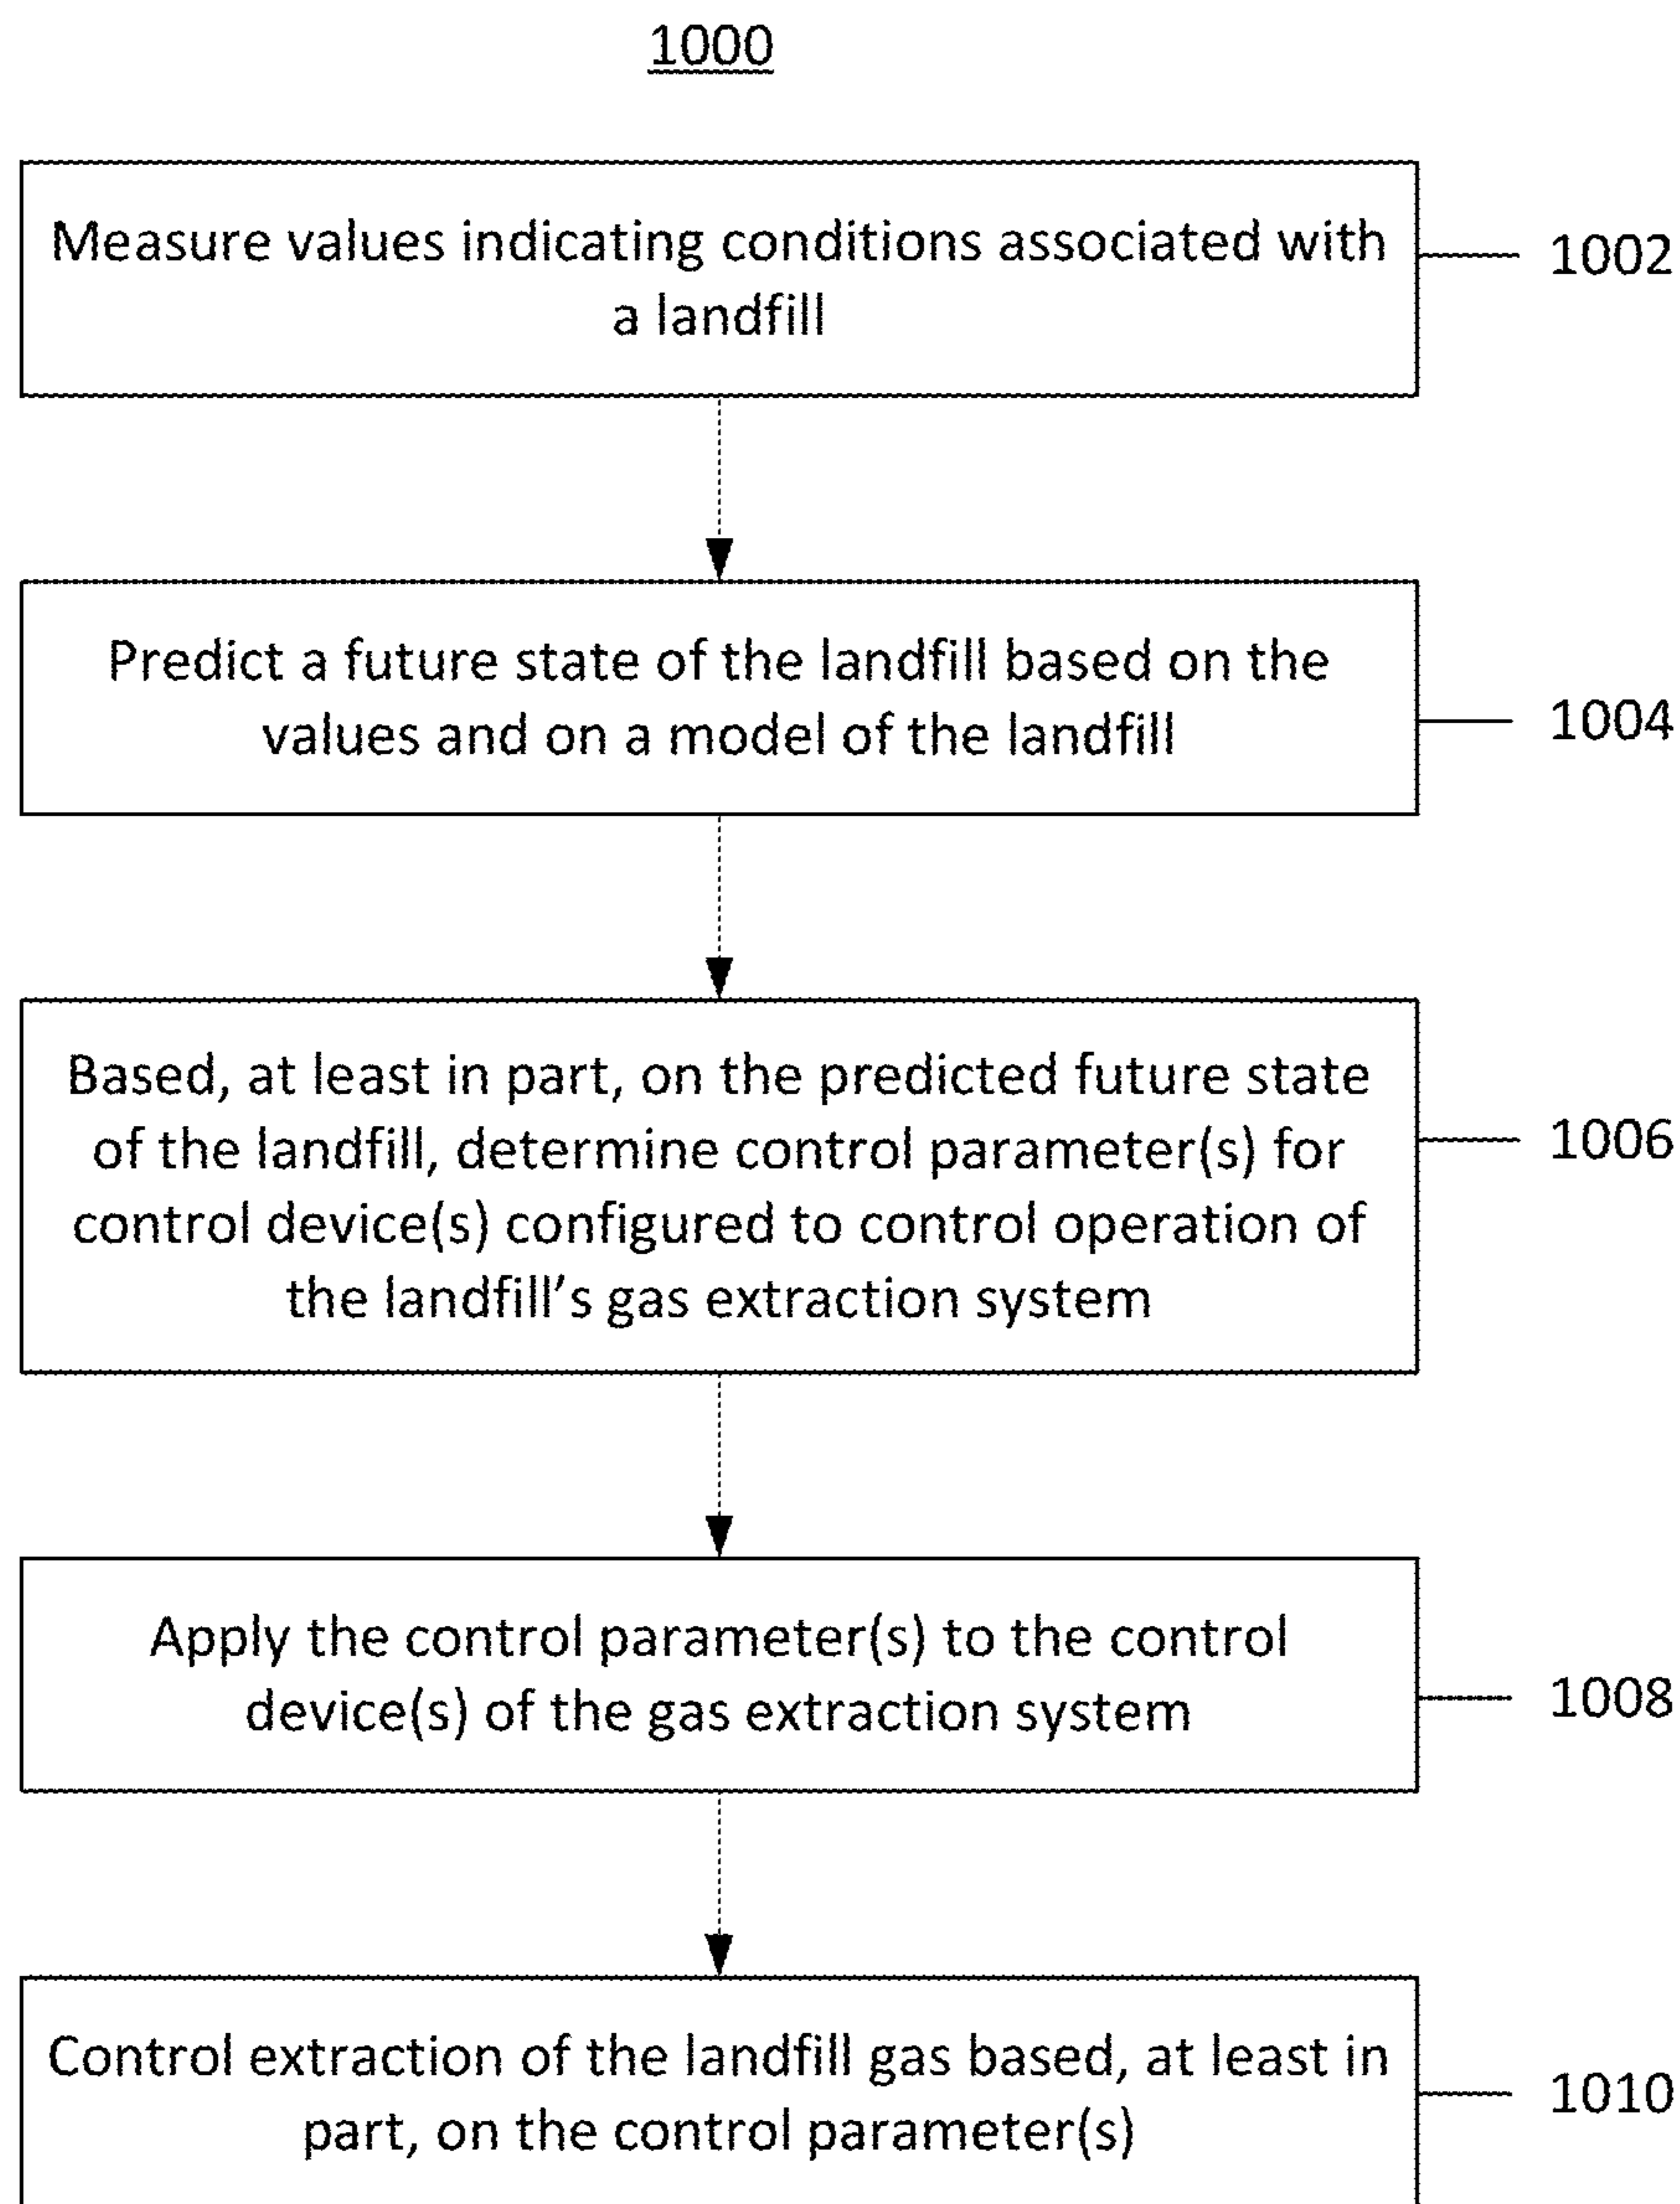 1000
Measure values indicating conditions associated with
a landfill
1002
Predict a future state of the landfill based on the
values and on a model of the landfill
1004
Based, at least in part, on the predicted future state
of the landfill, determine control parameter(s) for
control device(s) configured to control operation of
the landfill's gas extraction system
1006
Apply the control parameter(s) to the control
device(s) of the gas extraction system
1008
Control extraction of the landfill gas based, at least in
part, on the control parameter(s)
1010